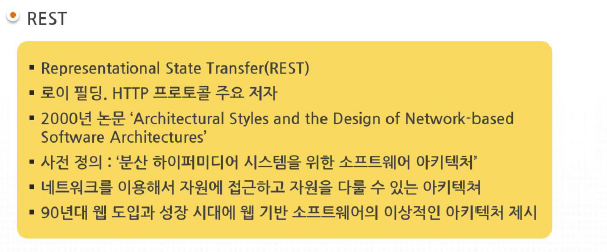 REST
▪ Representational State Transfer(REST)
▪ 로이 필딩. HTTP 프로토콜 주요 저자
▪ 2000년 논문 ‘Architectural Styles and the Design of Network-based
Software Architectures’
▪ 사전 정의 : ‘분산 하이퍼미디어 시스템을 위한 소프트웨어 아키텍처’
▪ 네트워크를 이용해서 자원에 접근하고 자원을 다룰 수 있는 아키텍쳐
▪ 90년대 웹 도입과 성장 시대에 웹 기반 소프트웨어의 이상적인 아키텍처 제시